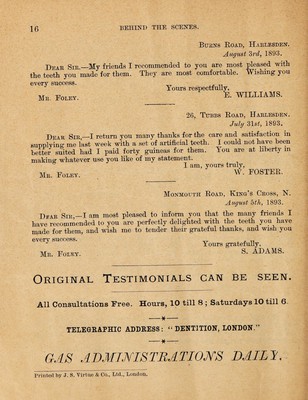 16 BEHIND THE SCENES.
Burns Road, Harlesden.
August 3rd, 1893.
Dear Sir.—My friends I recommended to you are most pleased with
the teeth you made for them. They are most comfortable. Wishing you
every success.
Yours respectfully,
Mr. Foley. E. WILLIAMS.
26, Tubbs Road, Harlesden.
July 31st, 1893.
Dear Sir,—I return you many thanks for the care and satisfaction in
supplying me last week with a set of artificial teeth. I could not have been
better suited had I paid forty guineas for them. You are at liberty in
making whatever use you like of my statement.
I am, yours truly,
Mr. Foley. W. FOSTER.
Monmouth Road, King's Cross, N.
August 5th, 1893.
Dear Sir,—I am most pleased to inform you that the many friends I
have recommended to you are perfectly delighted with the teeth you have
made for them, and wish me to tender their grateful thanks, and wish you
every success.
Yours gratefully.
Mr. Foley. S. ADAMS.
Original Testimonials can be seen.
All Consultations Free. Hours, 10 till 8; Saturdays 10 till 6.
TELEGRAPHIC ADDRESS: "DENTITION, LONDON."
GAS ADMINISTRATIONS DAILY.
Printed by J. S. Virtue & Co., Ltd., London.